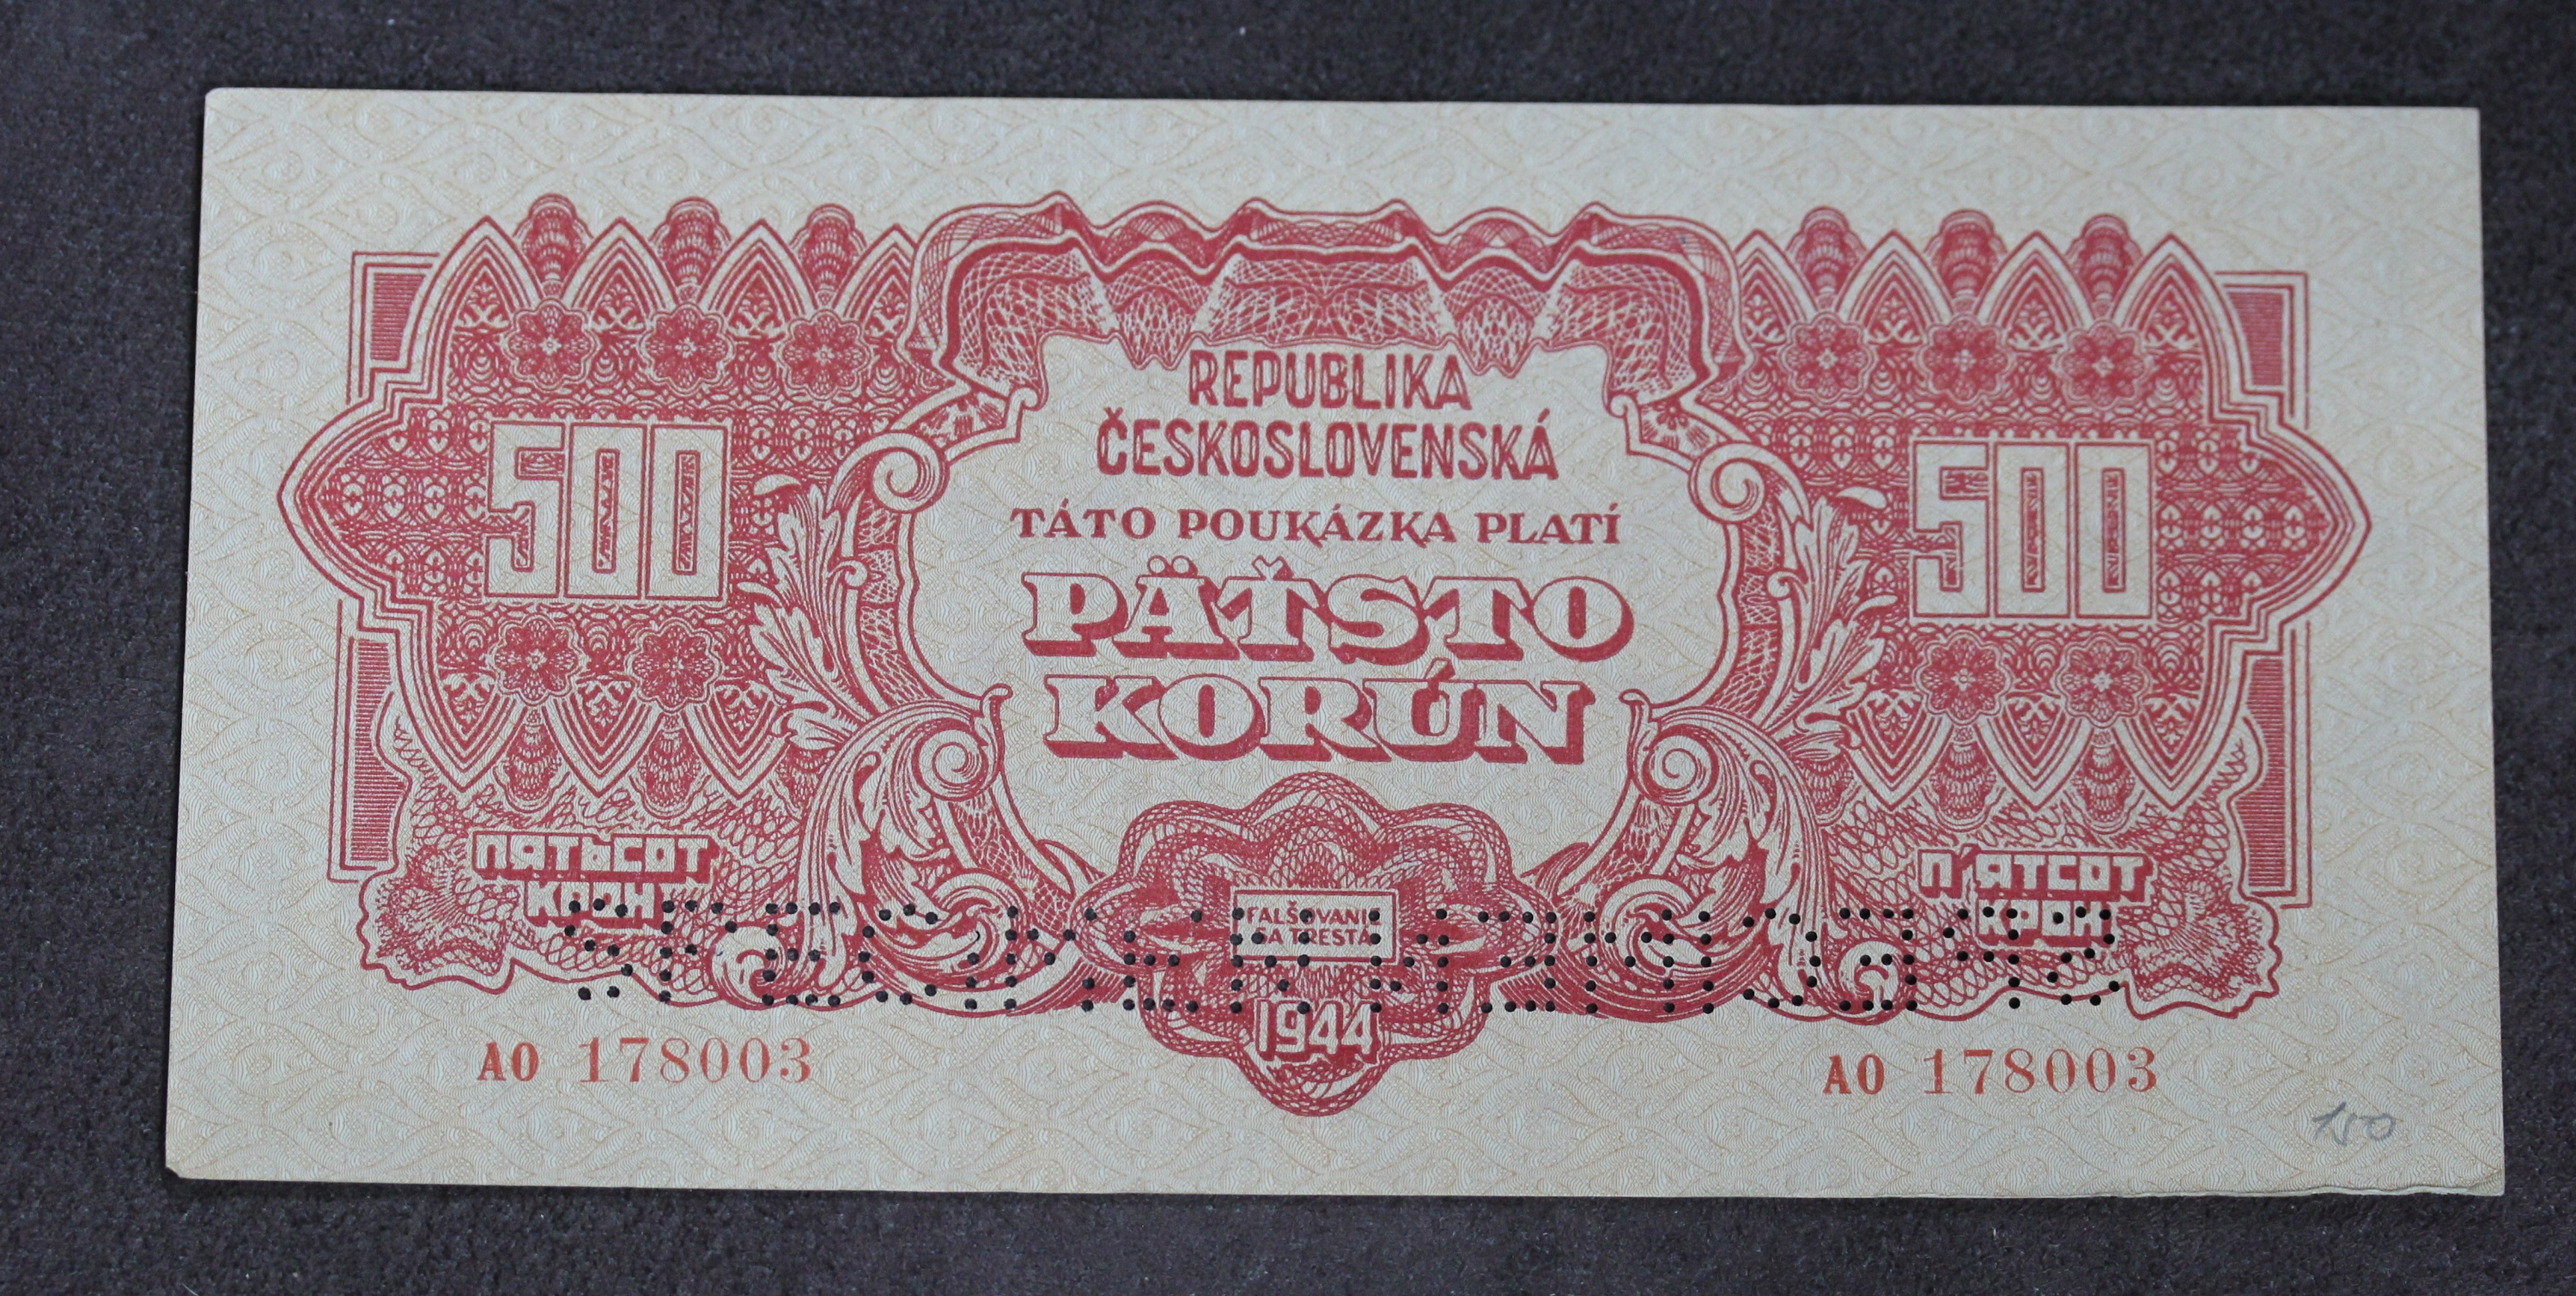 REPUBLIKA
ČESKOSLOVENSKÁ
TÁTO POUKÁZKA PLATÍ
PÄŤSTO
KORÚN
500
500
ПЯТЬСОТ
КРОН
П'ЯТСОТ
КРОН
FALŠOVANIE
SA TRESTÁ
1944
AO 178003
AO 178003
150